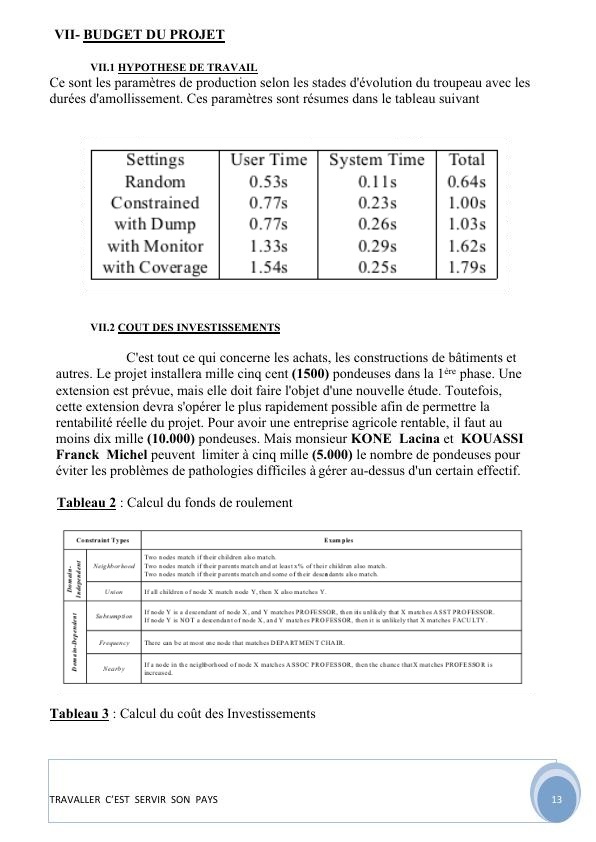 VII- BUDGET DU PROJET
VII.1 HYPOTHESE DE TRAVAIL
Ce sont les paramètres de production selon les stades d'évolution du troupeau avec les
durées d'amollissement. Ces paramètres sont résumes dans le tableau suivant
Settings User Time System Time Total
Random 0.53s 0.11s 0.64s
Constrained 0.77s 0.23s 1.00s
with Dump 0.77s 0.26s 1.03s
with Monitor 1.33s 0.29s 1.62s
with Coverage 1.54s 0.25s 1.79s
VII.2 COUT DES INVESTISSEMENTS
C'est tout ce qui concerne les achats, les constructions de bâtiments et
autres. Le projet installera mille cinq cent (1500) pondeuses dans la 1ére phase. Une
extension est prévue, mais elle doit faire l'objet d'une nouvelle étude. Toutefois,
cette extension devra s'opérer le plus rapidement possible afin de permettre la
rentabilité réelle du projet. Pour avoir une entreprise agricole rentable, il faut au
moins dix mille (10.000) pondeuses. Mais monsieur KONE Lacina et KOUASSI
Franck Michel peuvent limiter à cinq mille (5.000) le nombre de pondeuses pour
éviter les problèmes de pathologies difficiles à gérer au-dessus d'un certain effectif.
Tableau 2 : Calcul du fonds de roulement
Constraint Types Examples
Domain-Independent
Neighborhood
Two nodes match if their children also match.
Two nodes match if their parents match and at least x% of their children also match.
Two nodes match if their parents match and some of their descendants also match.
Union If all children of node X match node Y, then X also matches Y.
Domain-Dependent
Subsumption
If node Y is a descendant of node X, and Y matches PROFESSOR, then its unlikely that X matches ASST PROFESSOR.
If node Y is NOT a descendant of node X, and Y matches PROFESSOR, then it is unlikely that X matches FACULTY.
Frequency There can be at most one node that matches DEPARTMENT CHAIR.
Nearby
If a node in the neighborhood of node X matches ASSOC PROFESSOR, then the chance that X matches PROFESSOR is
increased.
Tableau 3 : Calcul du coût des Investissements
TRAVALLER C'EST SERVIR SON PAYS
13